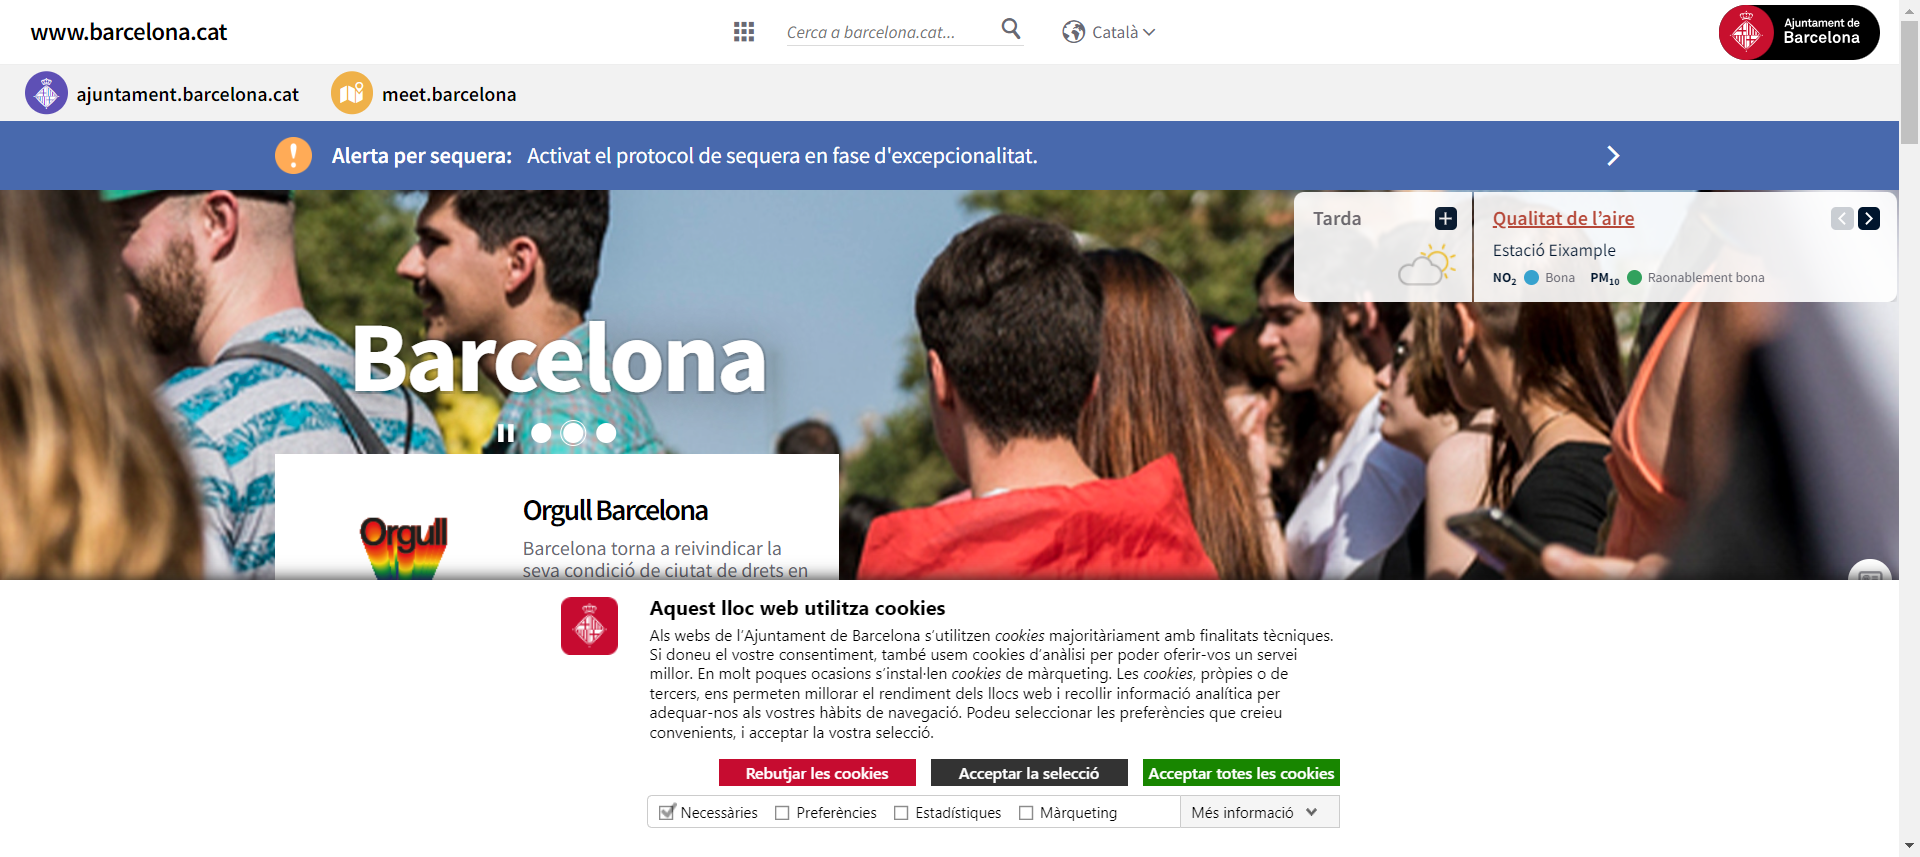 www.barcelona.cat
Cerca a barcelona.cat...
Català
Ajuntament de
Barcelona
ajuntament.barcelona.cat
meet.barcelona
Alerta per sequera: Activat el protocol de sequera en fase d'excepcionalitat.
Tarda
Qualitat de l’aire
Estació Eixample
NO2 Bona PM10 Raonablement bona
Barcelona
Orgull
Orgull Barcelona
Barcelona torna a reivindicar la
seva condició de ciutat de drets en
Aquest lloc web utilitza cookies
Als webs de l’Ajuntament de Barcelona s’utilitzen cookies majoritàriament amb finalitats tècniques.
Si doneu el vostre consentiment, també usem cookies d’anàlisi per poder oferir-vos un servei
millor. En molt poques ocasions s’instal·len cookies de màrqueting. Les cookies, pròpies o de
tercers, ens permeten millorar el rendiment dels llocs web i recollir informació analítica per
adequar-nos als vostres hàbits de navegació. Podeu seleccionar les preferències que creieu
convenients, i acceptar la vostra selecció.
Rebutjar les cookies
Acceptar la selecció
Acceptar totes les cookies
Necessàries
Preferències
Estadístiques
Màrqueting
Més informació